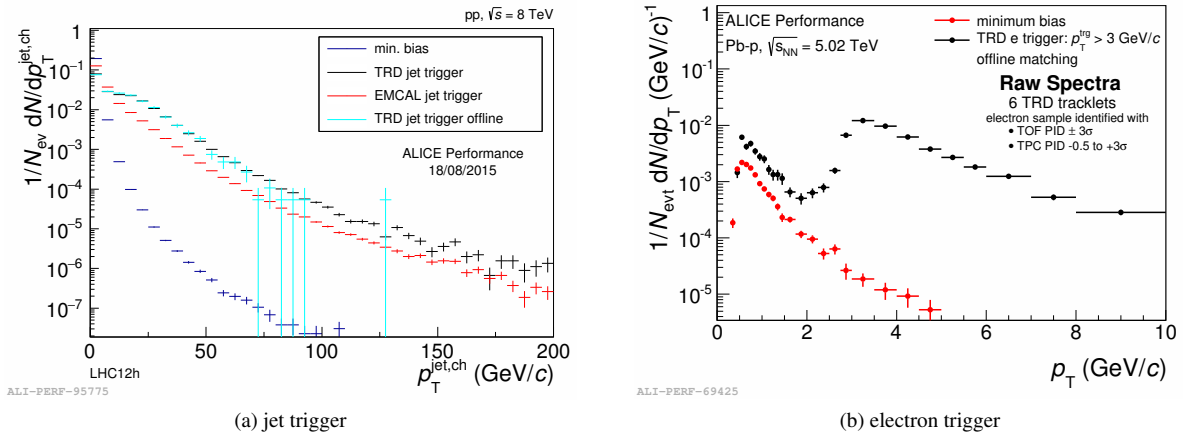 pp, √s = 8 TeV
1/N_ev dN/dp_T^jet,ch
1
10⁻¹
10⁻²
10⁻³
10⁻⁴
10⁻⁵
10⁻⁶
10⁻⁷
min. bias
TRD jet trigger
EMCAL jet trigger
TRD jet trigger offline
ALICE Performance
18/08/2015
0 50 100 150 200
LHC12h
p_T^jet,ch (GeV/c)
ALI-PERF-95775
(a) jet trigger
1/N_evt dN/dp_T (GeV/c)⁻¹
1
10⁻¹
10⁻²
10⁻³
10⁻⁴
10⁻⁵
ALICE Performance
Pb-p, √s_NN = 5.02 TeV
minimum bias
TRD e trigger: p_T^trg > 3 GeV/c
offline matching
Raw Spectra
6 TRD tracklets
electron sample identified with
• TOF PID ± 3σ
• TPC PID -0.5 to +3σ
0 2 4 6 8 10
p_T (GeV/c)
ALI-PERF-69425
(b) electron trigger